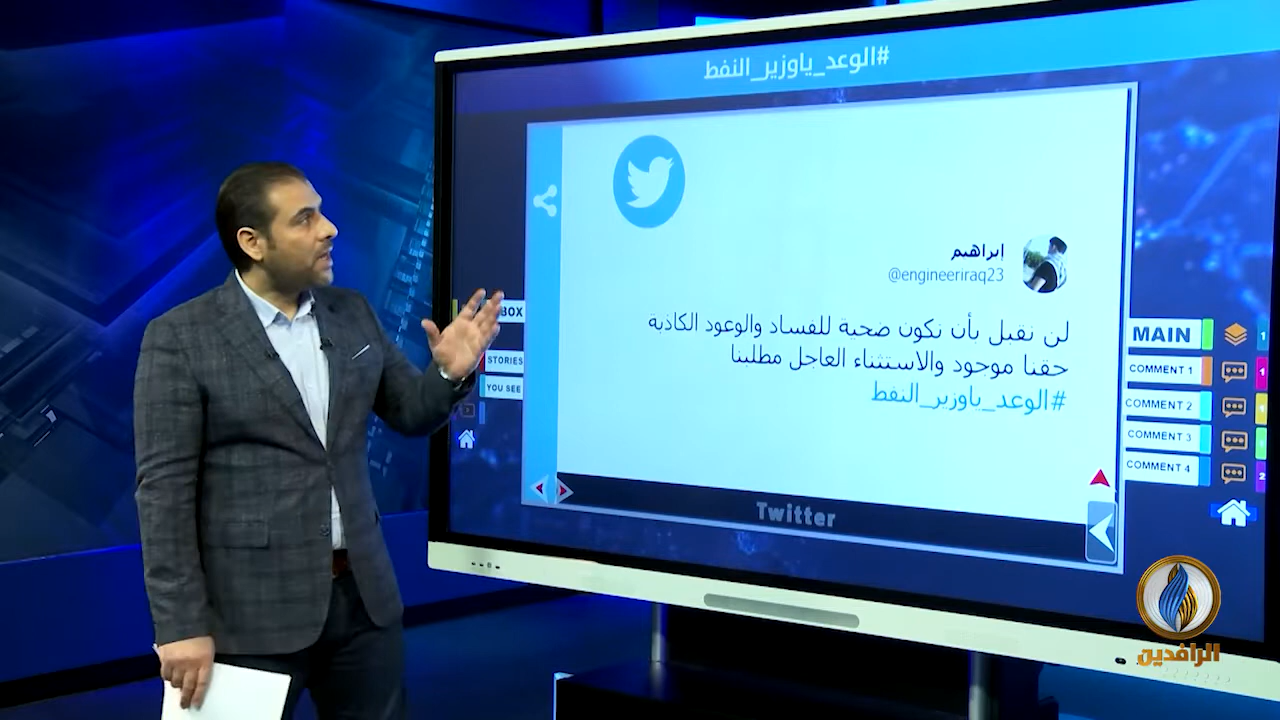 #الوعد_ياوزير_النفط
إبراهيم
@engineeriraq23
لن نقبل بأن نكون ضحية للفساد والوعود الكاذبة
حقنا موجود والاستثناء العاجل مطلبنا
#الوعد_ياوزير_النفط
Twitter
BOX
STORIES
YOU SEE
MAIN
COMMENT 1
COMMENT 2
COMMENT 3
COMMENT 4
الرافدين